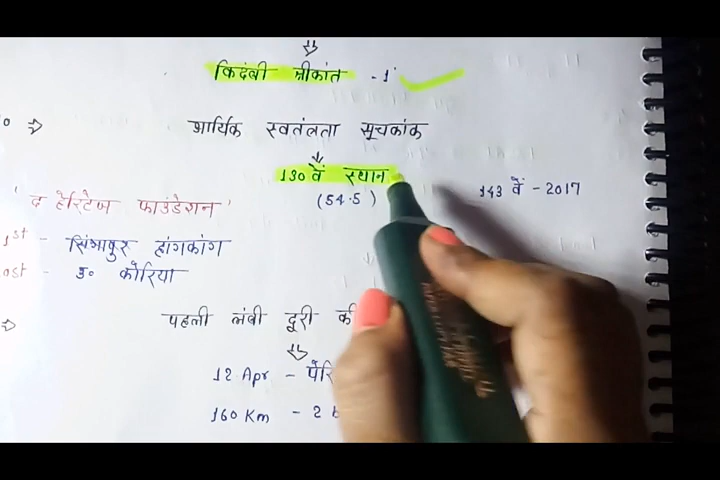 किदंबी श्रीकांत - 1
आर्थिक स्वतंत्रता सूचकांक
130 वें स्थान
(54.5) 143 वें - 2017
'द हेरिटेज फाउंडेशन'
1st - सिंगापुर हांगकांग
उ० कोरिया
पहली लंबी दूरी की
12 Apr -
160 Km - 2